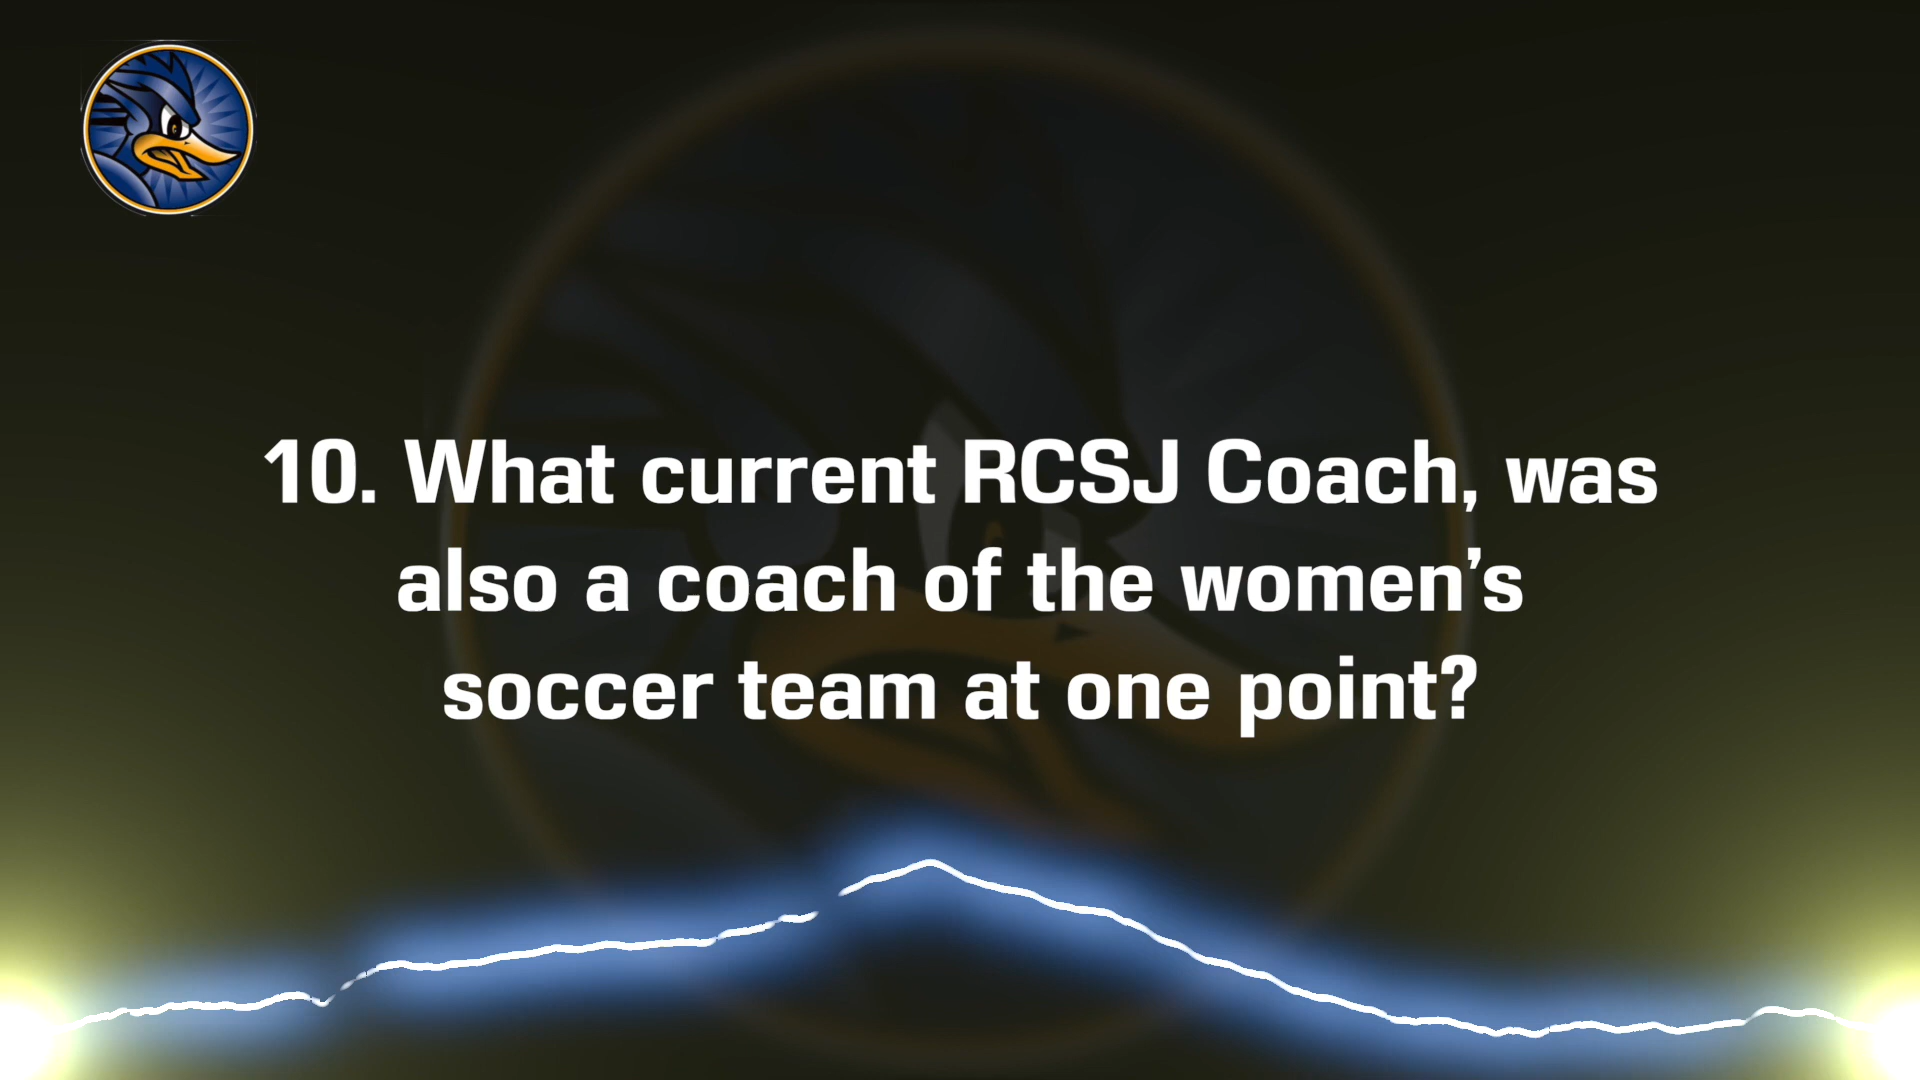 10. What current RCSJ Coach, was
also a coach of the women’s
soccer team at one point?